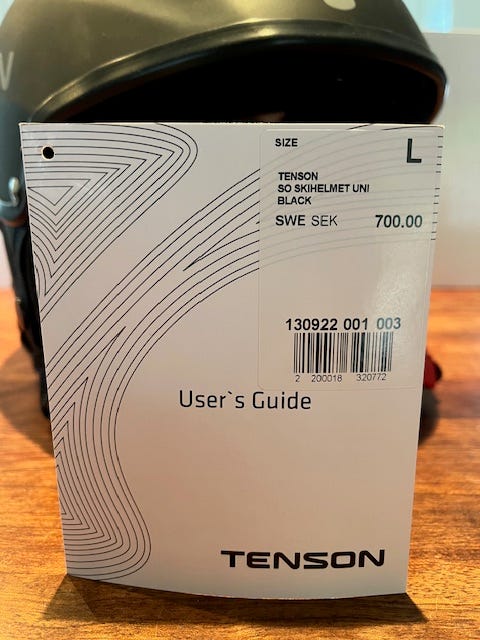 SIZE L
TENSON
SO SKIHELMET UNI
BLACK
SWE SEK 700.00
130922 001 003
2 200018 320772
User`s Guide
TENSON